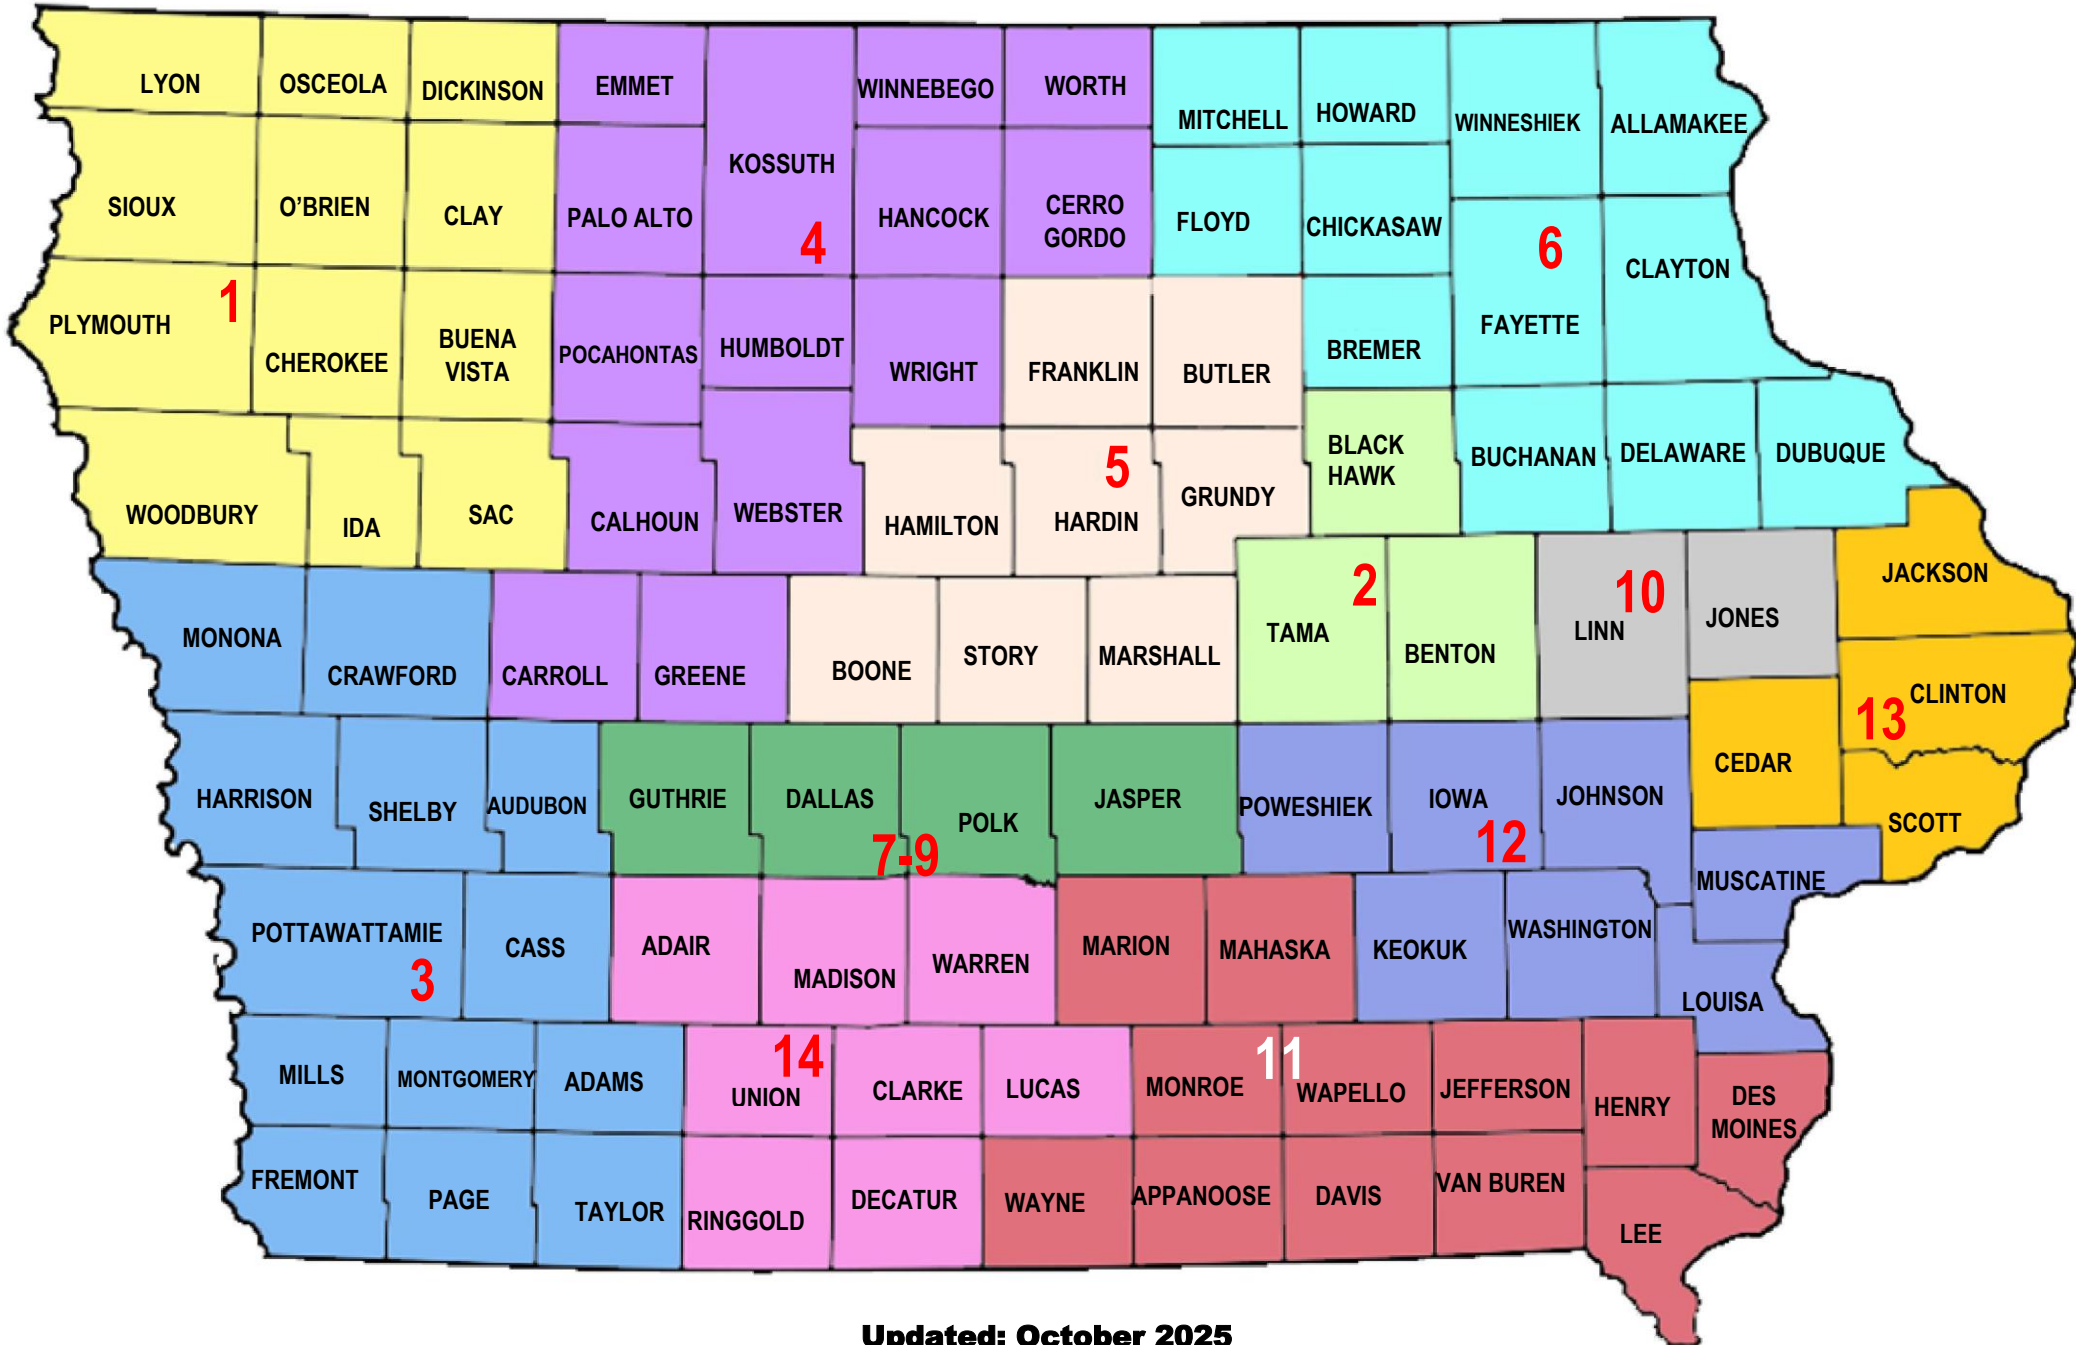 LYON
OSCEOLA
DICKINSON
EMMET
KOSSUTH
WINNEBEGO
WORTH
MITCHELL
HOWARD
WINNESHIEK
ALLAMAKEE
SIOUX
O’BRIEN
CLAY
PALO ALTO
4
HANCOCK
CERRO
GORDO
FLOYD
CHICKASAW
6
CLAYTON
PLYMOUTH
1
CHEROKEE
BUENA
VISTA
POCAHONTAS
HUMBOLDT
WRIGHT
FRANKLIN
BUTLER
BREMER
FAYETTE
WOODBURY
IDA
SAC
CALHOUN
WEBSTER
HAMILTON
5
HARDIN
GRUNDY
BLACK
HAWK
BUCHANAN
DELAWARE
DUBUQUE
MONONA
CRAWFORD
CARROLL
GREENE
BOONE
STORY
MARSHALL
TAMA
2
BENTON
10
LINN
JONES
JACKSON
CLINTON
13
HARRISON
SHELBY
AUDUBON
GUTHRIE
DALLAS
7-9
POLK
JASPER
POWESHIEK
IOWA
12
JOHNSON
CEDAR
SCOTT
MUSCATINE
POTTAWATTAMIE
3
CASS
ADAIR
MADISON
WARREN
MARION
MAHASKA
KEOKUK
WASHINGTON
LOUISA
MILLS
MONTGOMERY
ADAMS
14
UNION
CLARKE
LUCAS
MONROE
11
WAPELLO
JEFFERSON
HENRY
DES
MOINES
FREMONT
PAGE
TAYLOR
RINGGOLD
DECATUR
WAYNE
APPANOOSE
DAVIS
VAN BUREN
LEE
Updated: October 2025